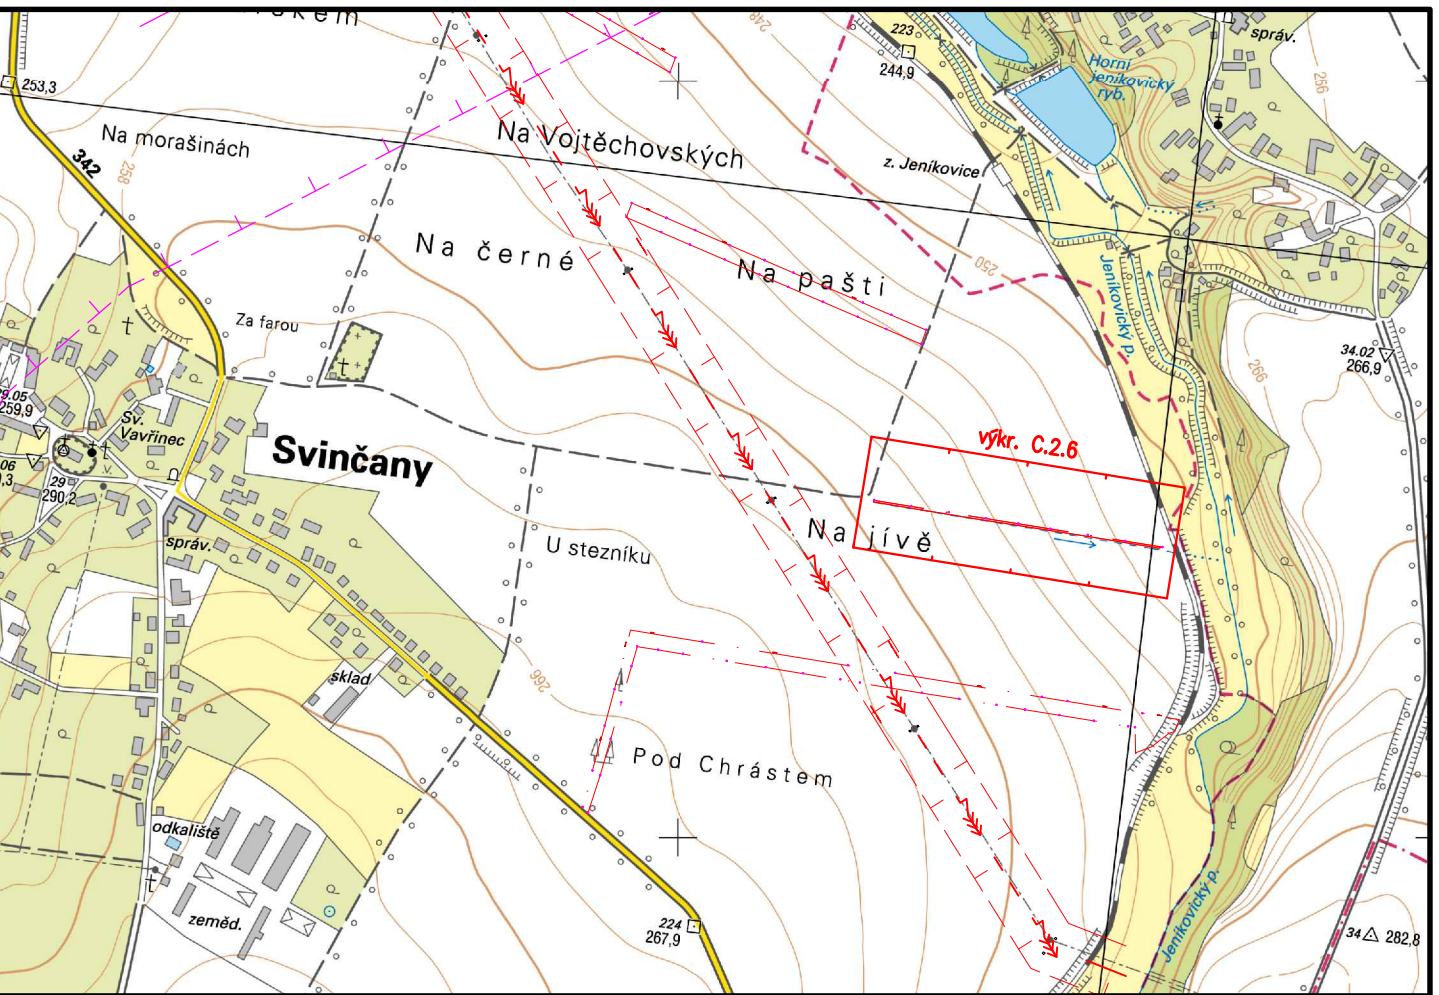 223
244,9
248
správ.
Horní
jeníkovický
ryb.
256
253,3
Na morašinách
Na Vojtěchovských
z. Jeníkovice
342
258
Na černé
Na pašti
250
Jeníkovický p.
Za farou
34.02
266,9
266
259,9
Sv.
Vavřinec
Svinčany
výkr. C.2.6
29
290,2
správ.
U stezníku
Na jívě
266
sklad
Pod Chrástem
odkaliště
zeměd.
224
267,9
Jeníkovický p.
34
282,8